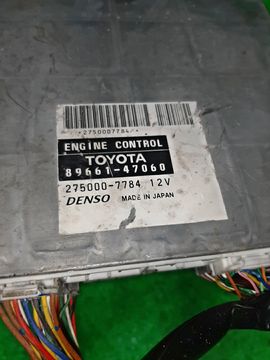 *2750007784*
ENGINE CONTROL
TOYOTA
89661-47060
275000-7784 12V
DENSO MADE IN JAPAN